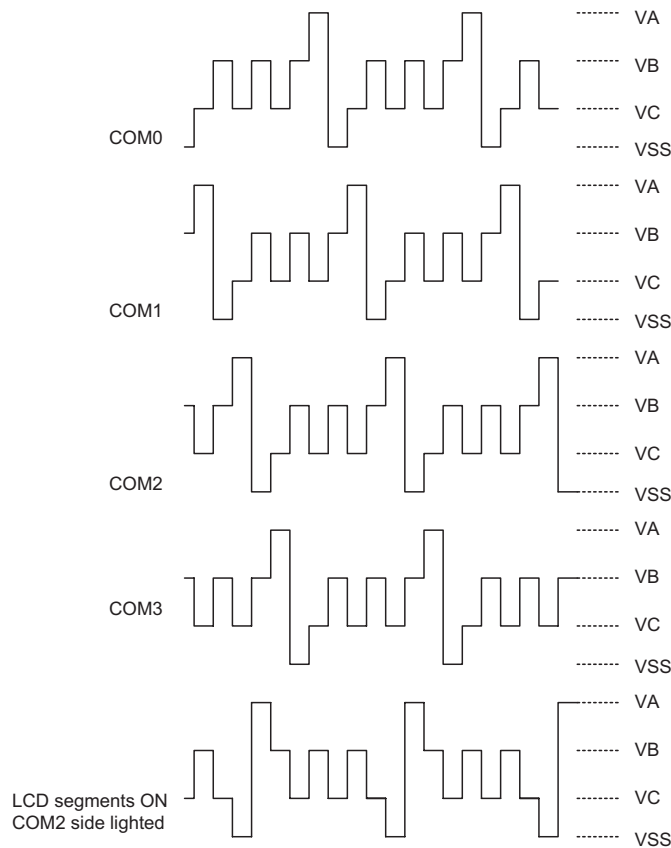 VA
VB
VC
COM0
VSS
VA
VB
VC
COM1
VSS
VA
VB
VC
COM2
VSS
VA
VB
COM3
VC
VSS
VA
VB
VC
LCD segments ON
COM2 side lighted
VSS